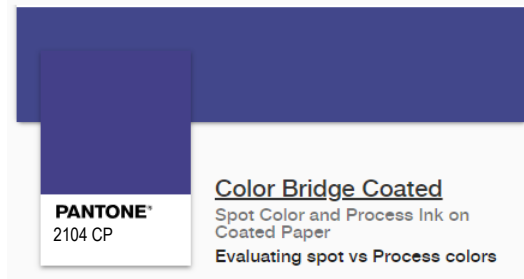 PANTONE®
2104 CP
Color Bridge Coated
Spot Color and Process Ink on
Coated Paper
Evaluating spot vs Process colors